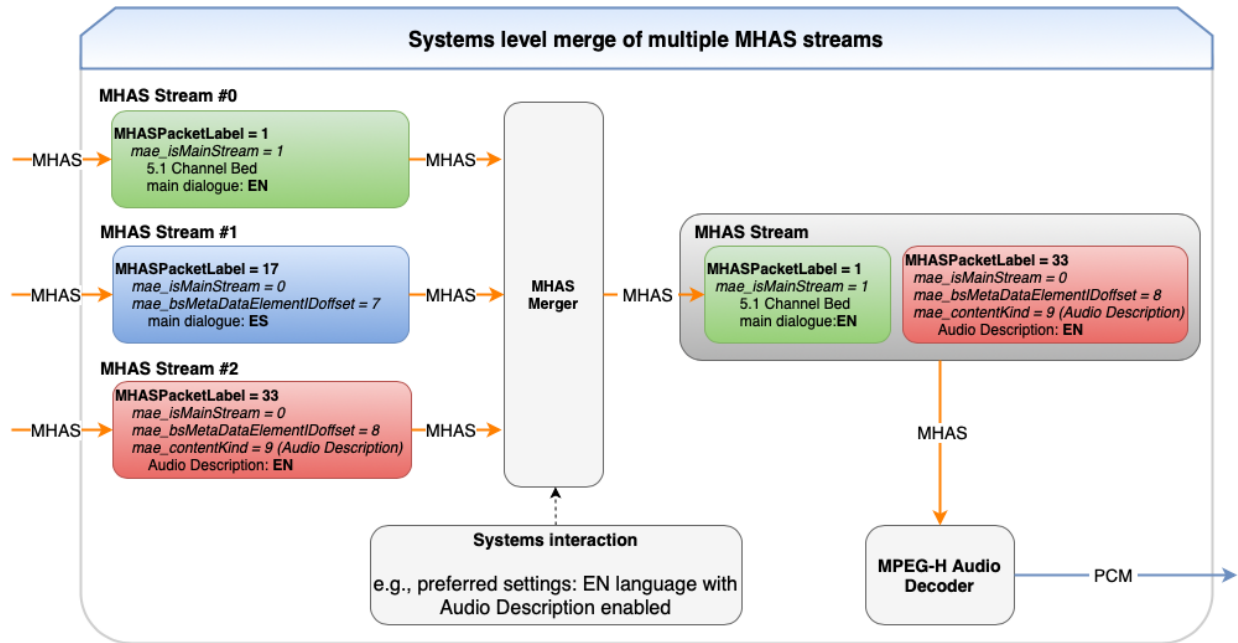 Systems level merge of multiple MHAS streams
MHAS Stream #0
MHAS
MHASPacketLabel = 1
mae_isMainStream = 1
5.1 Channel Bed
main dialogue: EN
MHAS
MHAS Stream #1
MHAS
MHASPacketLabel = 17
mae_isMainStream = 0
mae_bsMetaDataElementIDoffset = 7
main dialogue: ES
MHAS
MHAS Stream #2
MHAS
MHASPacketLabel = 33
mae_isMainStream = 0
mae_bsMetaDataElementIDoffset = 8
mae_contentKind = 9 (Audio Description)
Audio Description: EN
MHAS
MHAS
Merger
MHAS
MHAS Stream
MHASPacketLabel = 1
mae_isMainStream = 1
5.1 Channel Bed
main dialogue:EN
MHASPacketLabel = 33
mae_isMainStream = 0
mae_bsMetaDataElementIDoffset = 8
mae_contentKind = 9 (Audio Description)
Audio Description: EN
MHAS
Systems interaction
e.g., preferred settings: EN language with
Audio Description enabled
MPEG-H Audio
Decoder
PCM